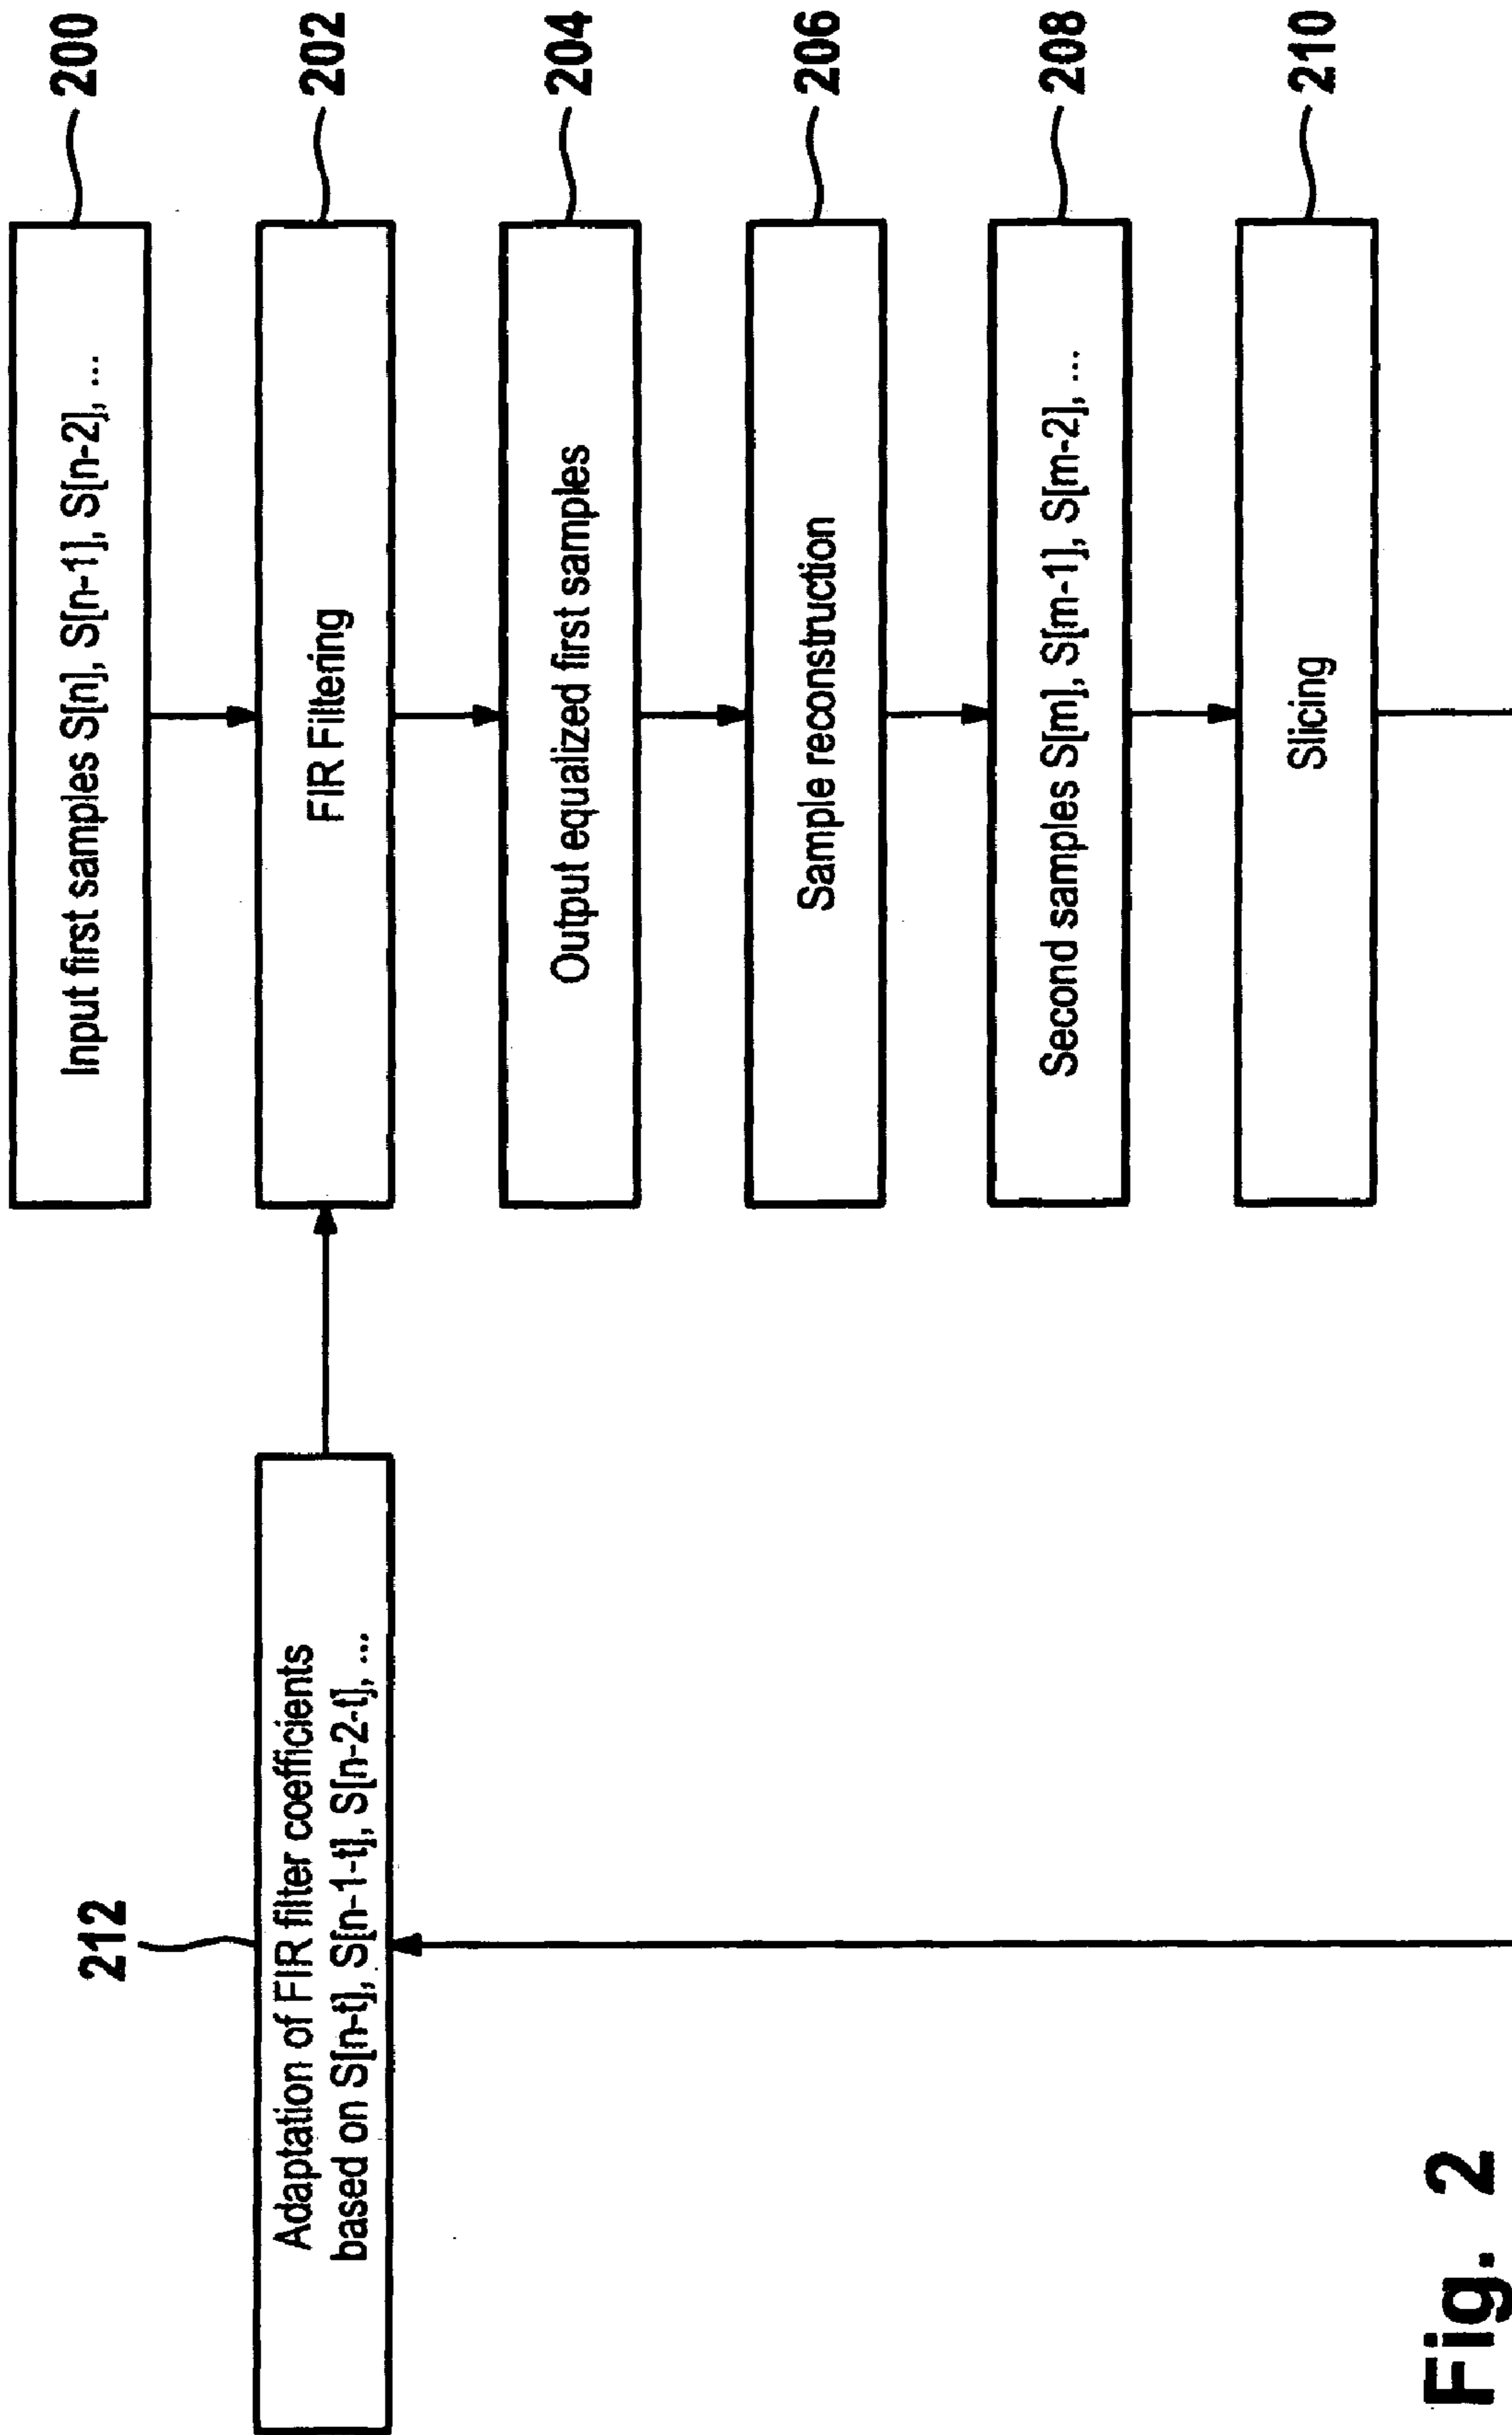 Input first samples S[n], S[n-1], S[n-2], ...
200
FIR Filtering
202
Output equalized first samples
204
Sample reconstruction
206
Second samples S[m], S[m-1], S[m-2], ...
208
Slicing
210
212
Adaptation of FIR filter coefficients
based on S[n-t], S[n-1-t], S[n-2-t], ...
Fig. 2